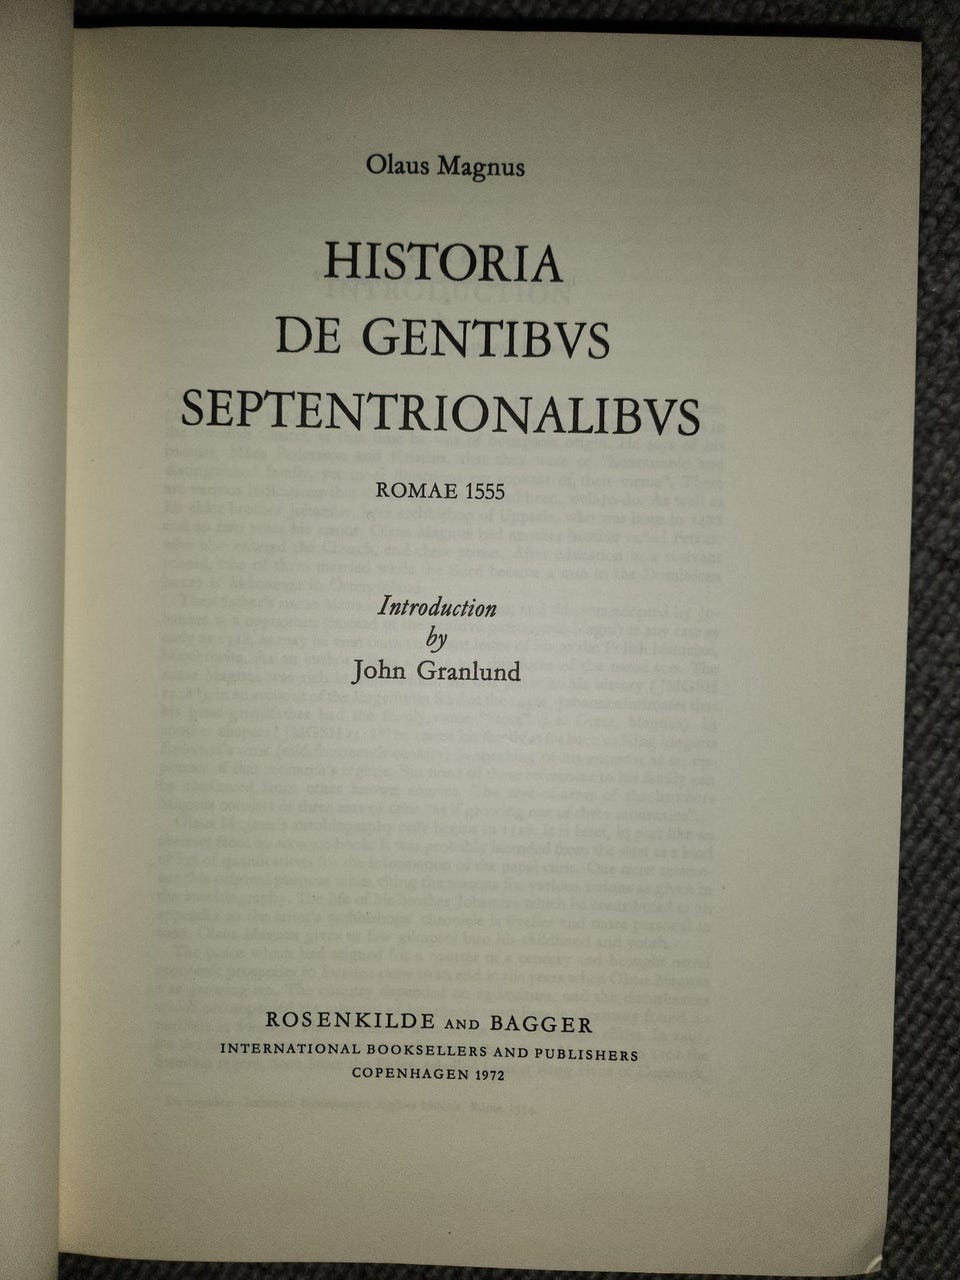 Olaus Magnus
HISTORIA
DE GENTIBVS
SEPTENTRIONALIBVS
ROMAE 1555
Introduction
by
John Granlund
ROSENKILDE AND BAGGER
INTERNATIONAL BOOKSELLERS AND PUBLISHERS
COPENHAGEN 1972